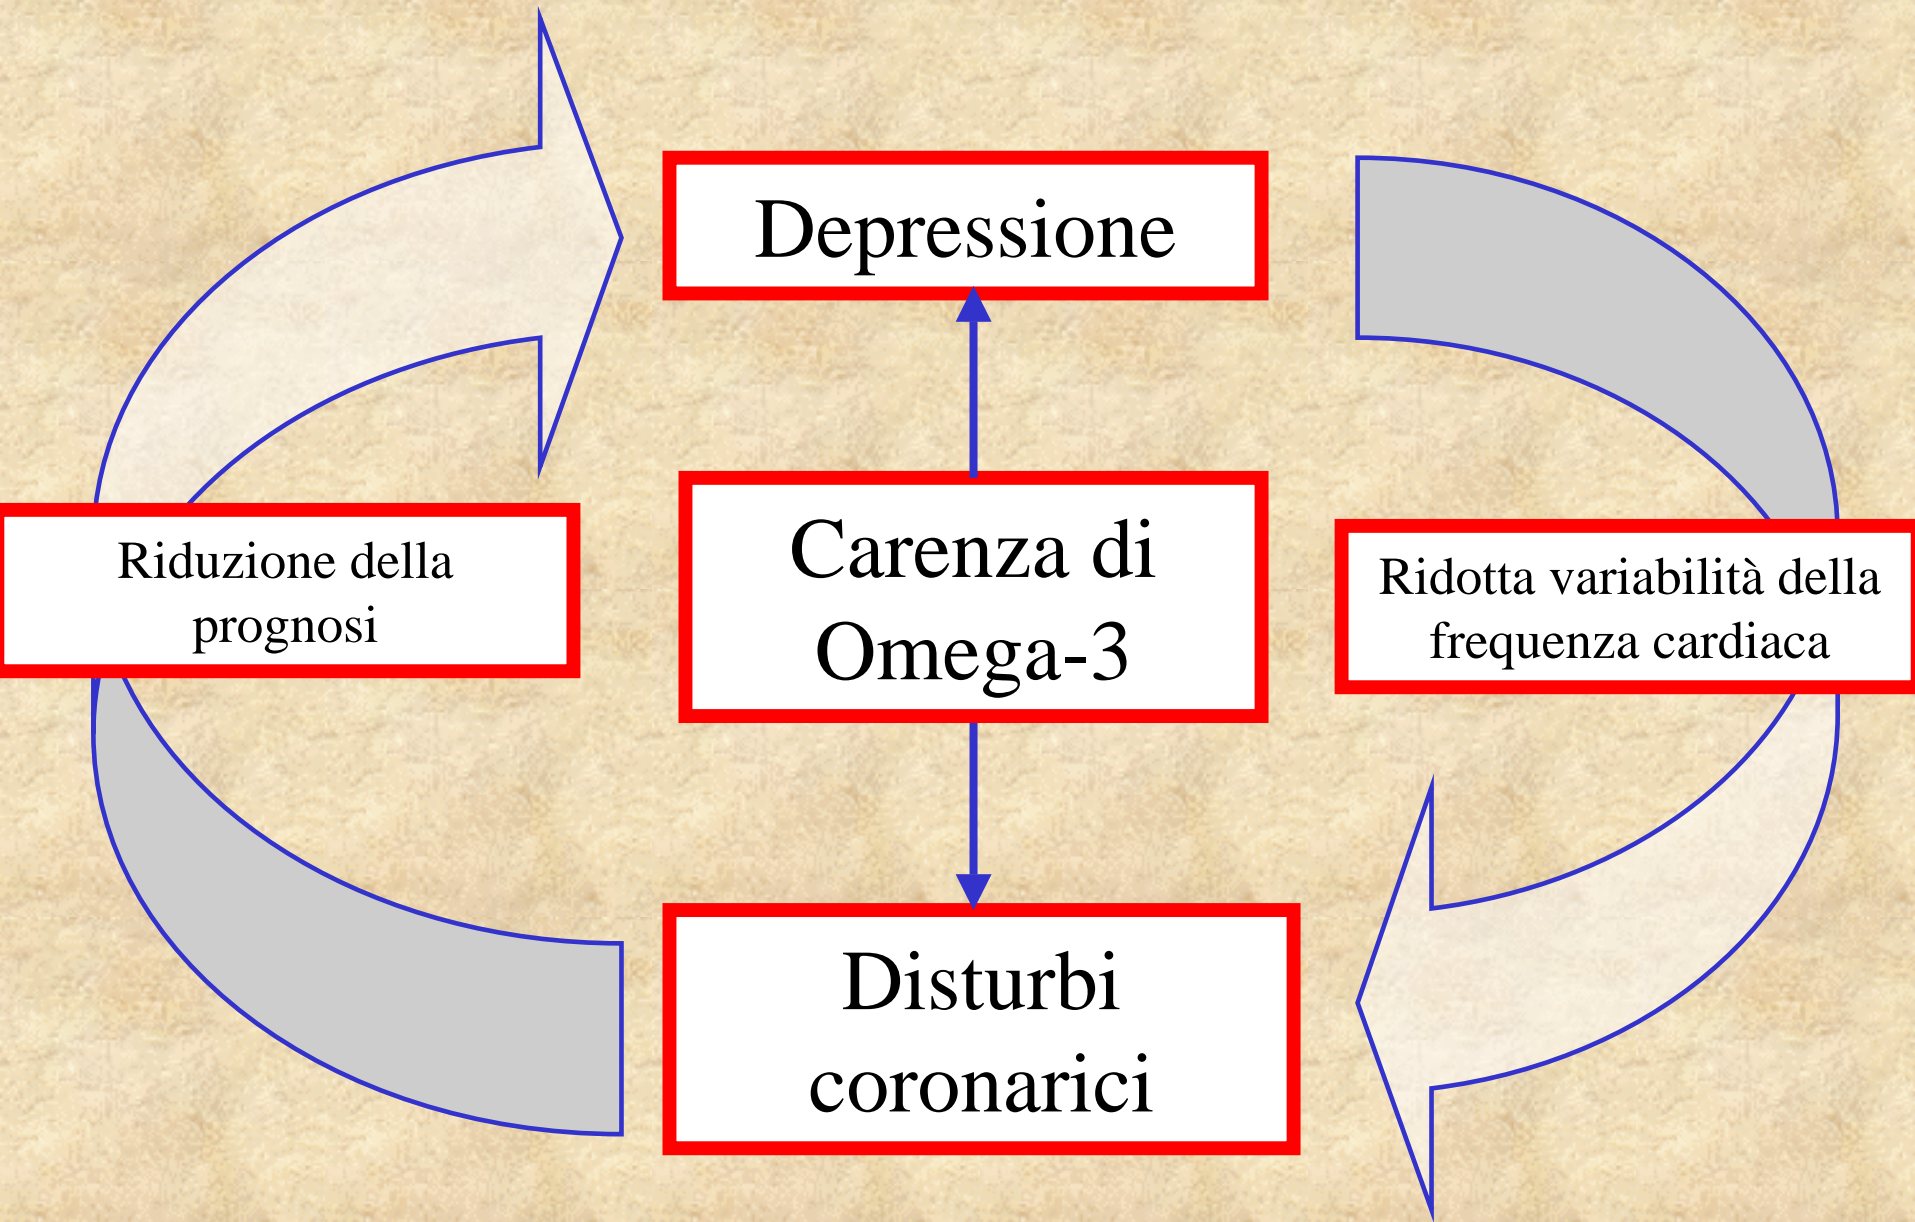 Depressione
Carenza di
Omega-3
Riduzione della
prognosi
Ridotta variabilità della
frequenza cardiaca
Disturbi
coronarici